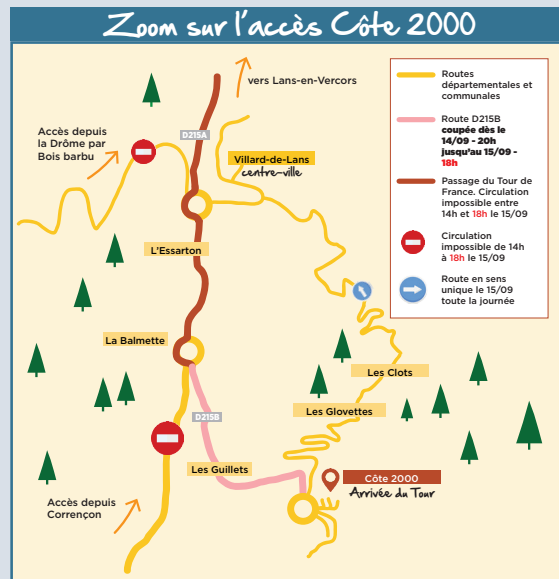 Zoom sur l'accès Côte 2000
vers Lans-en-Vercors
Accès depuis
la Drôme par
Bois barbu
D215A
Villard-de-Lans
centre-ville
L'Essarton
La Balmette
Les Clots
Les Glovettes
D215B
Les Guillets
Côte 2000
Arrivée du Tour
Accès depuis
Corrençon
Routes
départementales et
communales
Route D215B
coupée dès le
14/09 - 20h
jusqu'au 15/09 -
18h
Passage du Tour de
France. Circulation
impossible entre
14h et 18h le 15/09
Circulation
impossible de 14h
à 18h le 15/09
Route en sens
unique le 15/09
toute la journée